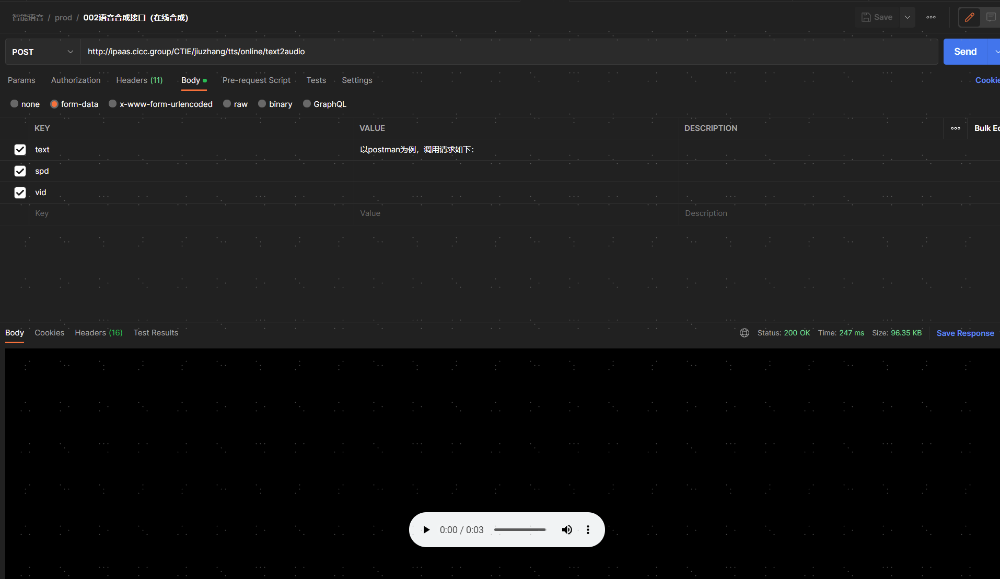 智能语音 / prod / 002语音合成接口 (在线合成)
Save
POST http://ipaas.cicc.group/CTIE/jiuzhang/tts/online/text2audio Send
Params Authorization Headers (11) Body Pre-request Script Tests Settings Cookie
none form-data x-www-form-urlencoded raw binary GraphQL
KEY VALUE DESCRIPTION Bulk Ed
text 以postman为例，调用请求如下：
spd
vid
Key Value Description
Body Cookies Headers (16) Test Results Status: 200 OK Time: 247 ms Size: 96.35 KB Save Response
0:00 / 0:03